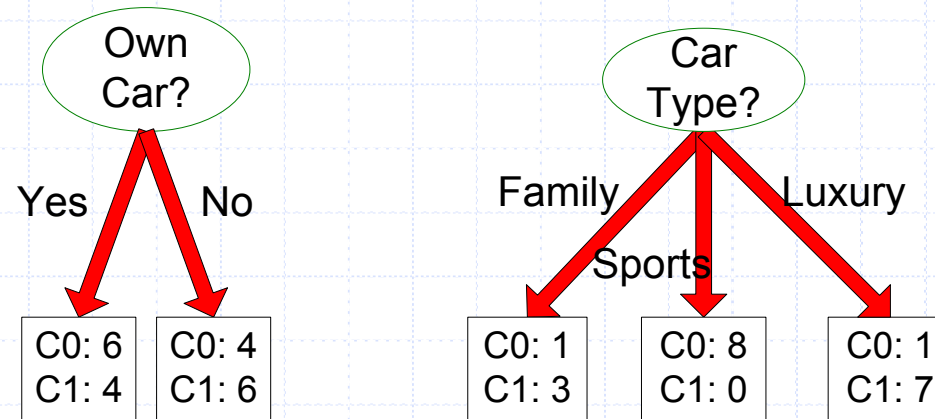 Own
Car?
Yes
No
C0: 6
C1: 4
C0: 4
C1: 6
Car
Type?
Family
Sports
Luxury
C0: 1
C1: 3
C0: 8
C1: 0
C0: 1
C1: 7